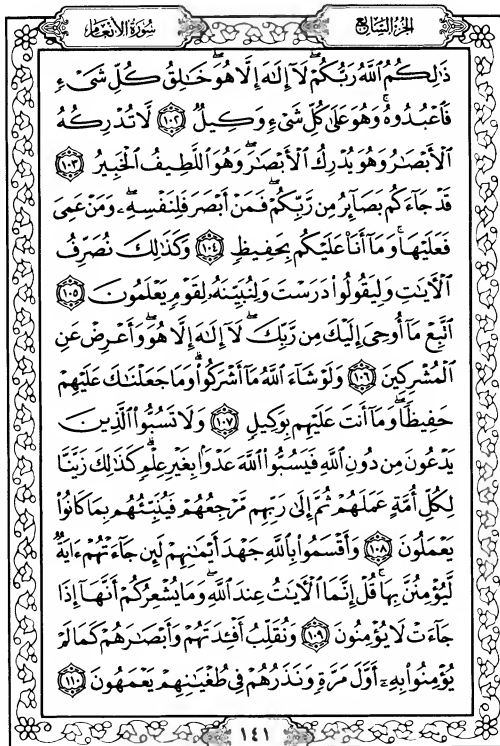 الجزء السابع
سورة الأنعام
ذَٰلِكُمُ ٱللَّهُ رَبُّكُمْ ۖ لَآ إِلَٰهَ إِلَّا هُوَ ۖ خَٰلِقُ كُلِّ شَىْءٍ
فَٱعْبُدُوهُ ۚ وَهُوَ عَلَىٰ كُلِّ شَىْءٍ وَكِيلٌ ١٠٢ لَّا تُدْرِكُهُ
ٱلْأَبْصَٰرُ وَهُوَ يُدْرِكُ ٱلْأَبْصَٰرَ ۖ وَهُوَ ٱللَّطِيفُ ٱلْخَبِيرُ ١٠٣
قَدْ جَآءَكُم بَصَآئِرُ مِن رَّبِّكُمْ ۖ فَمَنْ أَبْصَرَ فَلِنَفْسِهِۦ ۖ وَمَنْ عَمِىَ
فَعَلَيْهَا ۚ وَمَآ أَنَا۠ عَلَيْكُم بِحَفِيظٍ ١٠٤ وَكَذَٰلِكَ نُصَرِّفُ
ٱلْءَايَٰتِ وَلِيَقُولُوا۟ دَرَسْتَ وَلِنُبَيِّنَهُۥ لِقَوْمٍ يَعْلَمُونَ ١٠٥
ٱتَّبِعْ مَآ أُوحِىَ إِلَيْكَ مِن رَّبِّكَ ۖ لَآ إِلَٰهَ إِلَّا هُوَ ۖ وَأَعْرِضْ عَنِ
ٱلْمُشْرِكِينَ ١٠٦ وَلَوْ شَآءَ ٱللَّهُ مَآ أَشْرَكُوا۟ ۗ وَمَا جَعَلْنَٰكَ عَلَيْهِمْ
حَفِيظًا ۖ وَمَآ أَنتَ عَلَيْهِم بِوَكِيلٍ ١٠٧ وَلَا تَسُبُّوا۟ ٱلَّذِينَ
يَدْعُونَ مِن دُونِ ٱللَّهِ فَيَسُبُّوا۟ ٱللَّهَ عَدْوًۢا بِغَيْرِ عِلْمٍ ۗ كَذَٰلِكَ زَيَّنَّا
لِكُلِّ أُمَّةٍ عَمَلَهُمْ ثُمَّ إِلَىٰ رَبِّهِم مَّرْجِعُهُمْ فَيُنَبِّئُهُم بِمَا كَانُوا۟
يَعْمَلُونَ ١٠٨ وَأَقْسَمُوا۟ بِٱللَّهِ جَهْدَ أَيْمَٰنِهِمْ لَئِن جَآءَتْهُمْ ءَايَةٌ
لَّيُؤْمِنُنَّ بِهَا ۚ قُلْ إِنَّمَا ٱلْءَايَٰتُ عِندَ ٱللَّهِ ۖ وَمَا يُشْعِرُكُمْ أَنَّهَآ إِذَا
جَآءَتْ لَا يُؤْمِنُونَ ١٠٩ وَنُقَلِّبُ أَفْـِٔدَتَهُمْ وَأَبْصَٰرَهُمْ كَمَا لَمْ
يُؤْمِنُوا۟ بِهِۦٓ أَوَّلَ مَرَّةٍ وَنَذَرُهُمْ فِى طُغْيَٰنِهِمْ يَعْمَهُونَ ١١٠
١٤١